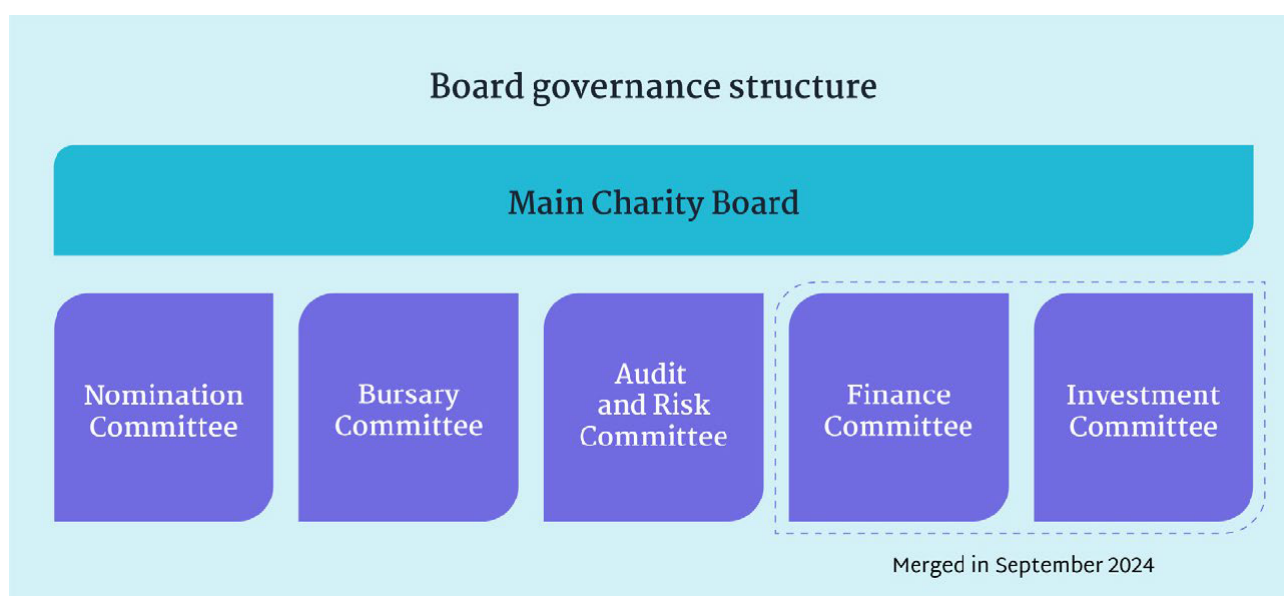 Board governance structure
Main Charity Board
Nomination
Committee
Bursary
Committee
Audit
and Risk
Committee
Finance
Committee
Investment
Committee
Merged in September 2024